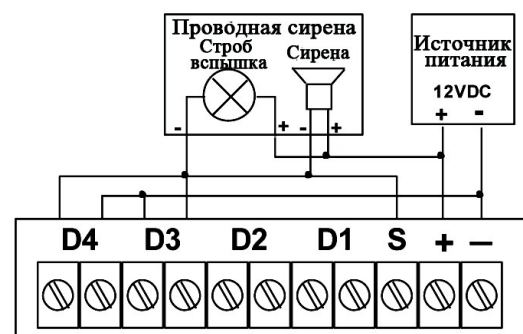 Проводная сирена
Строб
вспышка
Сирена
- + - +
Источник
питания
12VDC
+ -
D4 D3 D2 D1 S + –